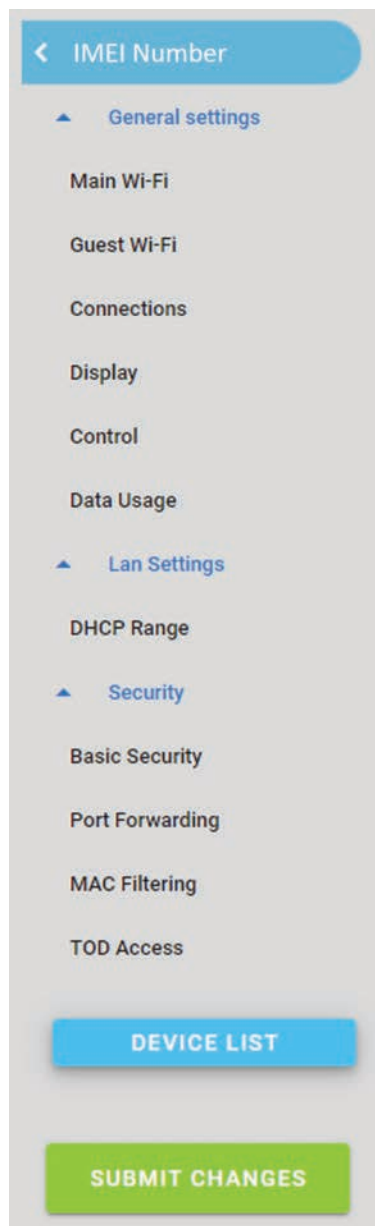 IMEI Number
General settings
Main Wi-Fi
Guest Wi-Fi
Connections
Display
Control
Data Usage
Lan Settings
DHCP Range
Security
Basic Security
Port Forwarding
MAC Filtering
TOD Access
DEVICE LIST
SUBMIT CHANGES